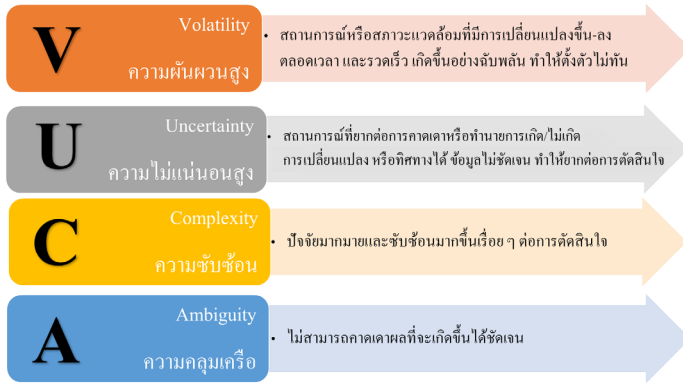 V
Volatility
ความผันผวนสูง
• สถานการณ์หรือสภาวะแวดล้อมที่มีการเปลี่ยนแปลงขึ้น-ลง
ตลอดเวลา และรวดเร็ว เกิดขึ้นอย่างฉับพลัน ทำให้ตั้งตัวไม่ทัน
U
Uncertainty
ความไม่แน่นอนสูง
• สถานการณ์ที่ยากต่อการคาดเดาหรือทำนายการเกิด/ไม่เกิด
การเปลี่ยนแปลง หรือทิศทางได้ ข้อมูลไม่ชัดเจน ทำให้ยากต่อการตัดสินใจ
C
Complexity
ความซับซ้อน
• ปัจจัยมากมายและซับซ้อนมากขึ้นเรื่อย ๆ ต่อการตัดสินใจ
A
Ambiguity
ความคลุมเครือ
• ไม่สามารถคาดเดาผลที่จะเกิดขึ้นได้ชัดเจน